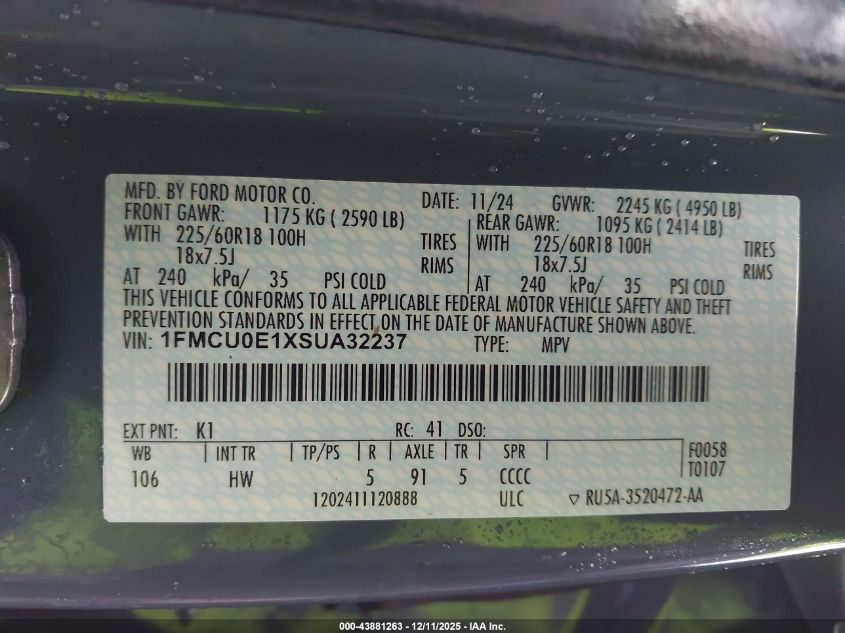 MFD. BY FORD MOTOR CO. DATE: 11/24 GVWR: 2245 KG ( 4950 LB)
FRONT GAWR: 1175 KG ( 2590 LB) REAR GAWR: 1095 KG ( 2414 LB)
WITH 225/60R18 100H TIRES WITH 225/60R18 100H TIRES
18x7.5J RIMS 18x7.5J RIMS
AT 240 kPa/ 35 PSI COLD AT 240 kPa/ 35 PSI COLD
THIS VEHICLE CONFORMS TO ALL APPLICABLE FEDERAL MOTOR VEHICLE SAFETY AND THEFT
PREVENTION STANDARDS IN EFFECT ON THE DATE OF MANUFACTURE SHOWN ABOVE.
VIN: 1FMCU0E1XSUA32237 TYPE: MPV
EXT PNT: K1 RC: 41 DSO:
WB INT TR TP/PS R AXLE TR SPR F0058
106 HW 5 91 5 CCCC T0107
1202411120888 ULC ▽ RU5A-3520472-AA
000-43881263 - 12/11/2025 - IAA Inc.